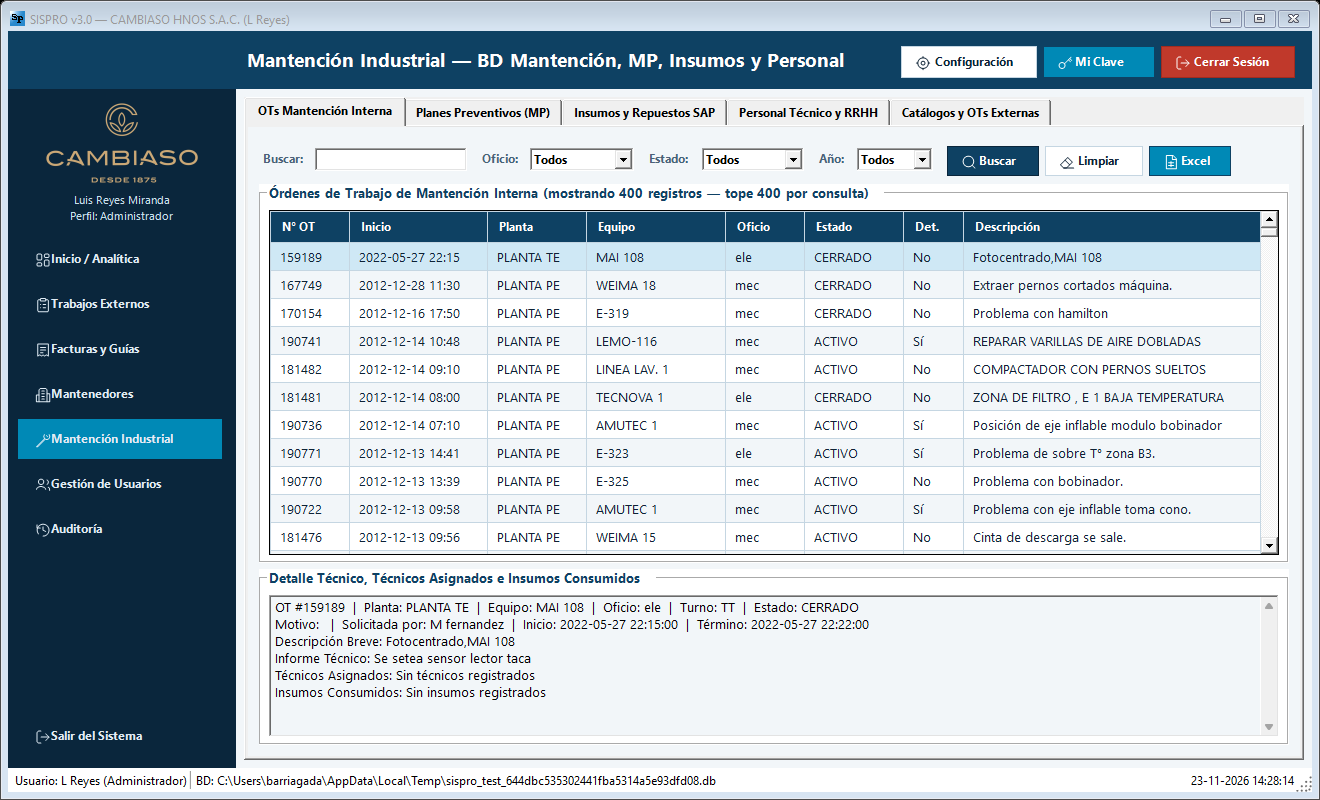 SISPRO v3.0 — CAMBIASO HNOS S.A.C. (L Reyes)
Mantención Industrial — BD Mantención, MP, Insumos y Personal
Configuración
Mi Clave
Cerrar Sesión
CAMBIASO
DESDE 1875
Luis Reyes Miranda
Perfil: Administrador
Inicio / Analítica
Trabajos Externos
Facturas y Guías
Mantenedores
Mantención Industrial
Gestión de Usuarios
Auditoría
Salir del Sistema
OTs Mantención Interna
Planes Preventivos (MP)
Insumos y Repuestos SAP
Personal Técnico y RRHH
Catálogos y OTs Externas
Buscar: Oficio: Todos Estado: Todos Año: Todos Buscar Limpiar Excel
Órdenes de Trabajo de Mantención Interna (mostrando 400 registros — tope 400 por consulta)
N° OT Inicio Planta Equipo Oficio Estado Det. Descripción
159189 2022-05-27 22:15 PLANTA TE MAI 108 ele CERRADO No Fotocentrado,MAI 108
167749 2012-12-28 11:30 PLANTA PE WEIMA 18 mec CERRADO No Extraer pernos cortados máquina.
170154 2012-12-16 17:50 PLANTA PE E-319 mec CERRADO No Problema con hamilton
190741 2012-12-14 10:48 PLANTA PE LEMO-116 mec ACTIVO Sí REPARAR VARILLAS DE AIRE DOBLADAS
181482 2012-12-14 09:10 PLANTA PE LINEA LAV. 1 mec ACTIVO No COMPACTADOR CON PERNOS SUELTOS
181481 2012-12-14 08:00 PLANTA PE TECNOVA 1 ele CERRADO No ZONA DE FILTRO , E 1 BAJA TEMPERATURA
190736 2012-12-14 07:10 PLANTA PE AMUTEC 1 mec ACTIVO Sí Posición de eje inflable modulo bobinador
190771 2012-12-13 14:41 PLANTA PE E-323 ele ACTIVO Sí Problema de sobre T° zona B3.
190770 2012-12-13 13:39 PLANTA PE E-325 mec ACTIVO No Problema con bobinador.
190722 2012-12-13 09:58 PLANTA PE AMUTEC 1 mec ACTIVO Sí Problema con eje inflable toma cono.
181476 2012-12-13 09:56 PLANTA PE WEIMA 15 mec ACTIVO No Cinta de descarga se sale.
Detalle Técnico, Técnicos Asignados e Insumos Consumidos
OT #159189 | Planta: PLANTA TE | Equipo: MAI 108 | Oficio: ele | Turno: TT | Estado: CERRADO
Motivo: | Solicitada por: M fernandez | Inicio: 2022-05-27 22:15:00 | Término: 2022-05-27 22:22:00
Descripción Breve: Fotocentrado,MAI 108
Informe Técnico: Se setea sensor lector taca
Técnicos Asignados: Sin técnicos registrados
Insumos Consumidos: Sin insumos registrados
Usuario: L Reyes (Administrador) BD: C:\Users\barriagada\AppData\Local\Temp\sispro_test_644dbc535302441fba5314a5e93dfd08.db 23-11-2026 14:28:14